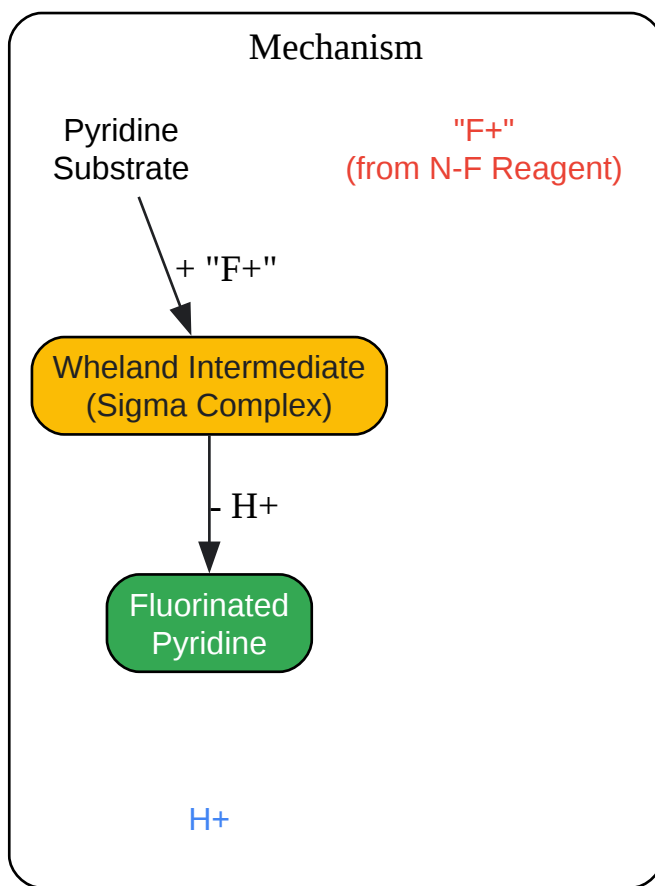 Mechanism
Pyridine
Substrate
"F+"
(from N-F Reagent)
+ "F+"
Wheland Intermediate
(Sigma Complex)
- H+
Fluorinated
Pyridine
H+